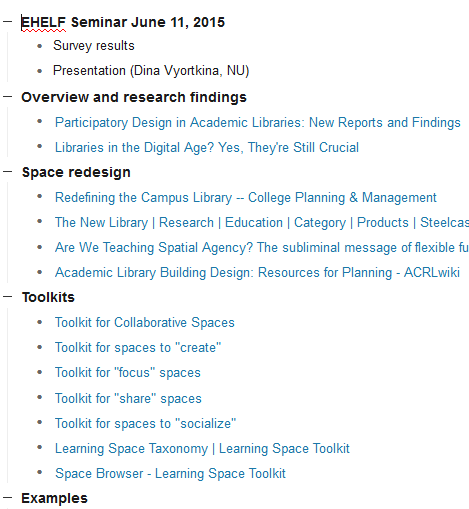 EHELF Seminar June 11, 2015
Survey results
Presentation (Dina Vyortkina, NU)
Overview and research findings
Participatory Design in Academic Libraries: New Reports and Findings
Libraries in the Digital Age? Yes, They're Still Crucial
Space redesign
Redefining the Campus Library -- College Planning & Management
The New Library | Research | Education | Category | Products | Steelcas
Are We Teaching Spatial Agency? The subliminal message of flexible fu
Academic Library Building Design: Resources for Planning - ACRLwiki
Toolkits
Toolkit for Collaborative Spaces
Toolkit for spaces to "create"
Toolkit for "focus" spaces
Toolkit for "share" spaces
Toolkit for spaces to "socialize"
Learning Space Taxonomy | Learning Space Toolkit
Space Browser - Learning Space Toolkit
Examples